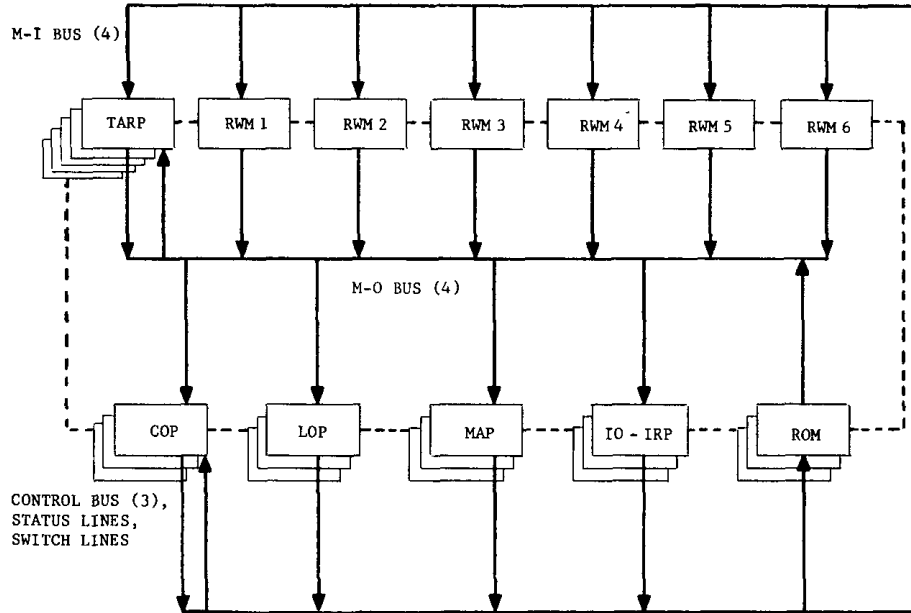 M-I BUS (4)
TARP
RWM 1
RWM 2
RWM 3
RWM 4
RWM 5
RWM 6
M-O BUS (4)
COP
LOP
MAP
IO - IRP
ROM
CONTROL BUS (3),
STATUS LINES,
SWITCH LINES